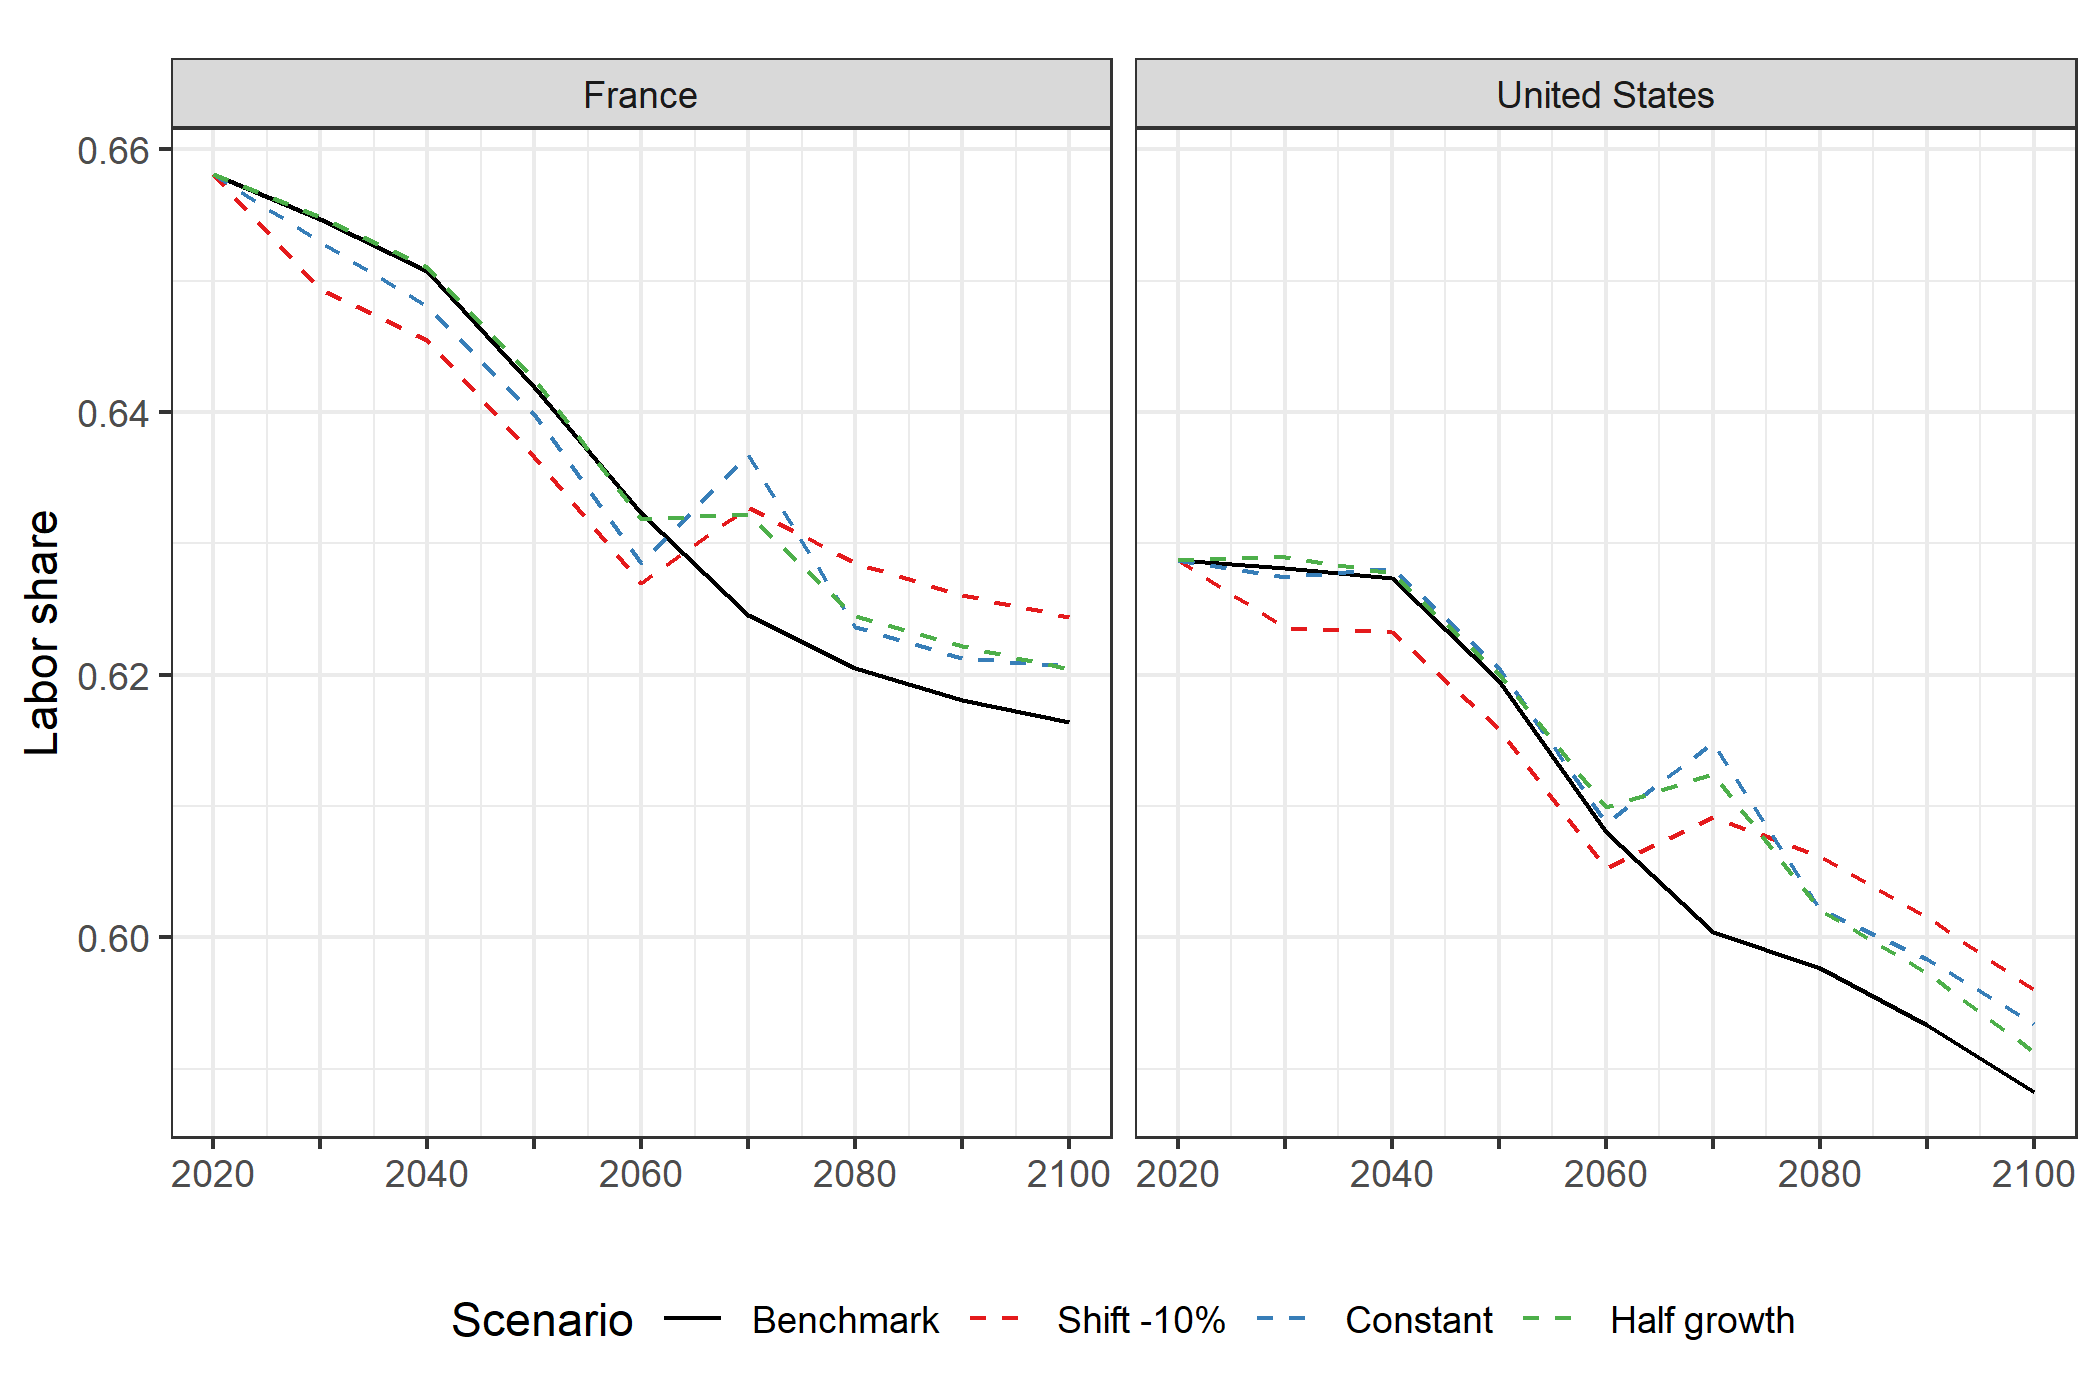 France
United States
0.66
0.64
0.62
0.60
Labor share
2020 2040 2060 2080 2100
2020 2040 2060 2080 2100
Scenario Benchmark Shift -10% Constant Half growth